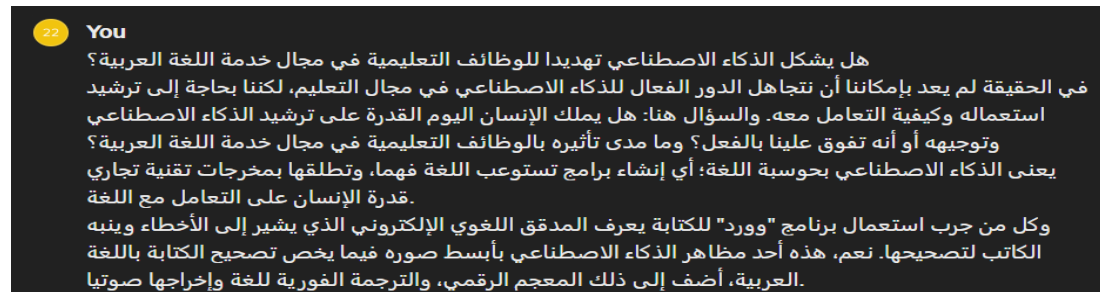 22
You
هل يشكل الذكاء الاصطناعي تهديدا للوظائف التعليمية في مجال خدمة اللغة العربية؟
في الحقيقة لم يعد بإمكاننا أن نتجاهل الدور الفعال للذكاء الاصطناعي في مجال التعليم، لكننا بحاجة إلى ترشيد
استعماله وكيفية التعامل معه. والسؤال هنا: هل يملك الإنسان اليوم القدرة على ترشيد الذكاء الاصطناعي
وتوجيهه أو أنه تفوق علينا بالفعل؟ وما مدى تأثيره بالوظائف التعليمية في مجال خدمة اللغة العربية؟
يعنى الذكاء الاصطناعي بحوسبة اللغة؛ أي إنشاء برامج تستوعب اللغة فهما، وتطلقها بمخرجات تقنية تجاري
قدرة الإنسان على التعامل مع اللغة.
وكل من جرب استعمال برنامج "وورد" للكتابة يعرف المدقق اللغوي الإلكتروني الذي يشير إلى الأخطاء وينبه
الكاتب لتصحيحها. نعم، هذه أحد مظاهر الذكاء الاصطناعي بأبسط صوره فيما يخص تصحيح الكتابة باللغة
العربية، أضف إلى ذلك المعجم الرقمي، والترجمة الفورية للغة وإخراجها صوتيا.